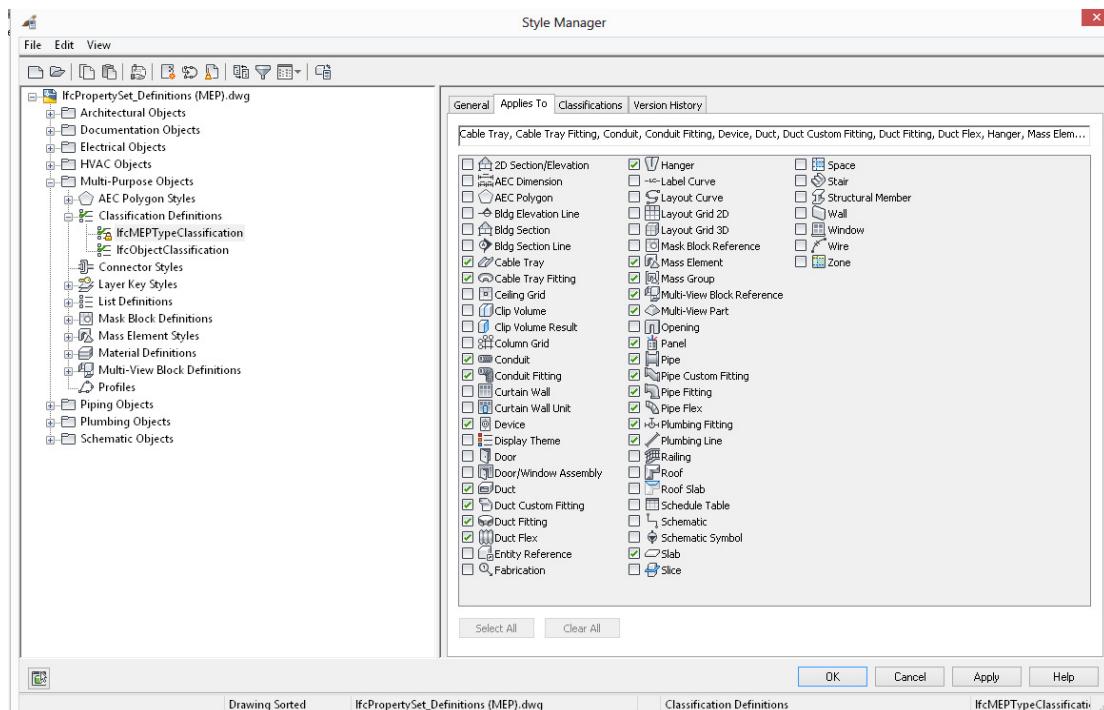 Style Manager
File Edit View
IfcPropertySet_Definitions {MEP}.dwg
Architectural Objects
Documentation Objects
Electrical Objects
HVAC Objects
Multi-Purpose Objects
AEC Polygon Styles
Classification Definitions
IfcMEPTypeClassification
IfcObjectClassification
Connector Styles
Layer Key Styles
List Definitions
Mask Block Definitions
Mass Element Styles
Material Definitions
Multi-View Block Definitions
Profiles
Piping Objects
Plumbing Objects
Schematic Objects
General Applies To Classifications Version History
Cable Tray, Cable Tray Fitting, Conduit, Conduit Fitting, Device, Duct, Duct Custom Fitting, Duct Fitting, Duct Flex, Hanger, Mass Elem...
2D Section/Elevation
AEC Dimension
AEC Polygon
Bldg Elevation Line
Bldg Section
Bldg Section Line
Cable Tray
Cable Tray Fitting
Ceiling Grid
Clip Volume
Clip Volume Result
Column Grid
Conduit
Conduit Fitting
Curtain Wall
Curtain Wall Unit
Device
Display Theme
Door
Door/Window Assembly
Duct
Duct Custom Fitting
Duct Fitting
Duct Flex
Entity Reference
Fabrication
Hanger
Label Curve
Layout Curve
Layout Grid 2D
Layout Grid 3D
Mask Block Reference
Mass Element
Mass Group
Multi-View Block Reference
Multi-View Part
Opening
Panel
Pipe
Pipe Custom Fitting
Pipe Fitting
Pipe Flex
Plumbing Fitting
Plumbing Line
Railing
Roof
Roof Slab
Schedule Table
Schematic
Schematic Symbol
Slab
Slice
Space
Stair
Structural Member
Wall
Window
Wire
Zone
Select All Clear All
OK Cancel Apply Help
Drawing Sorted IfcPropertySet_Definitions {MEP}.dwg Classification Definitions IfcMEPTypeClassificati